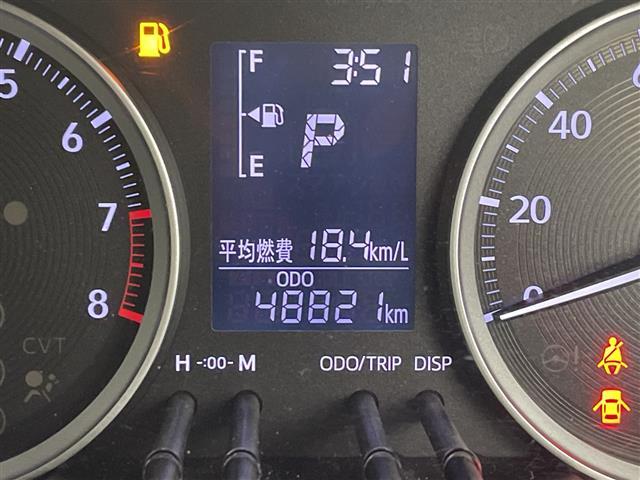 F 3:51
P
E
平均燃費 18.4km/L
ODO
48821km
5
6
7
8
CVT
60
40
20
0
H -:00- M ODO/TRIP DISP